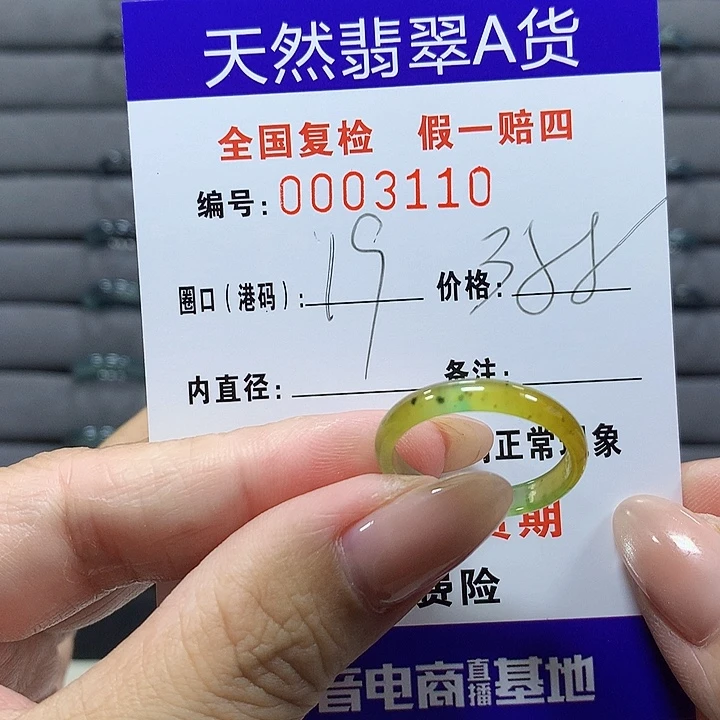 天然翡翠A货
全国复检 假一赔四
编号:0003110
圈口(港码): 19 价格: 388
内直径: 备注:
正常现象
期
费险
音电商直播基地